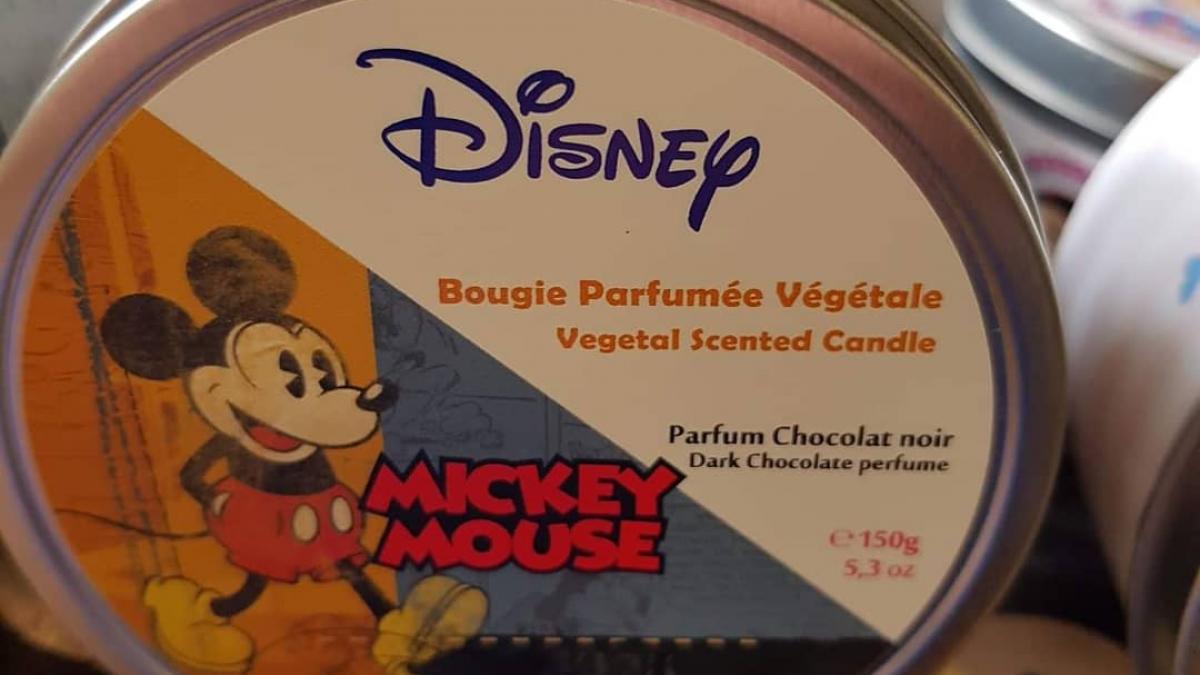 Disney
Bougie Parfumée Végétale
Vegetal Scented Candle
Parfum Chocolat noir
Dark Chocolate perfume
MICKEY
MOUSE
℮ 150g
5,3 oz